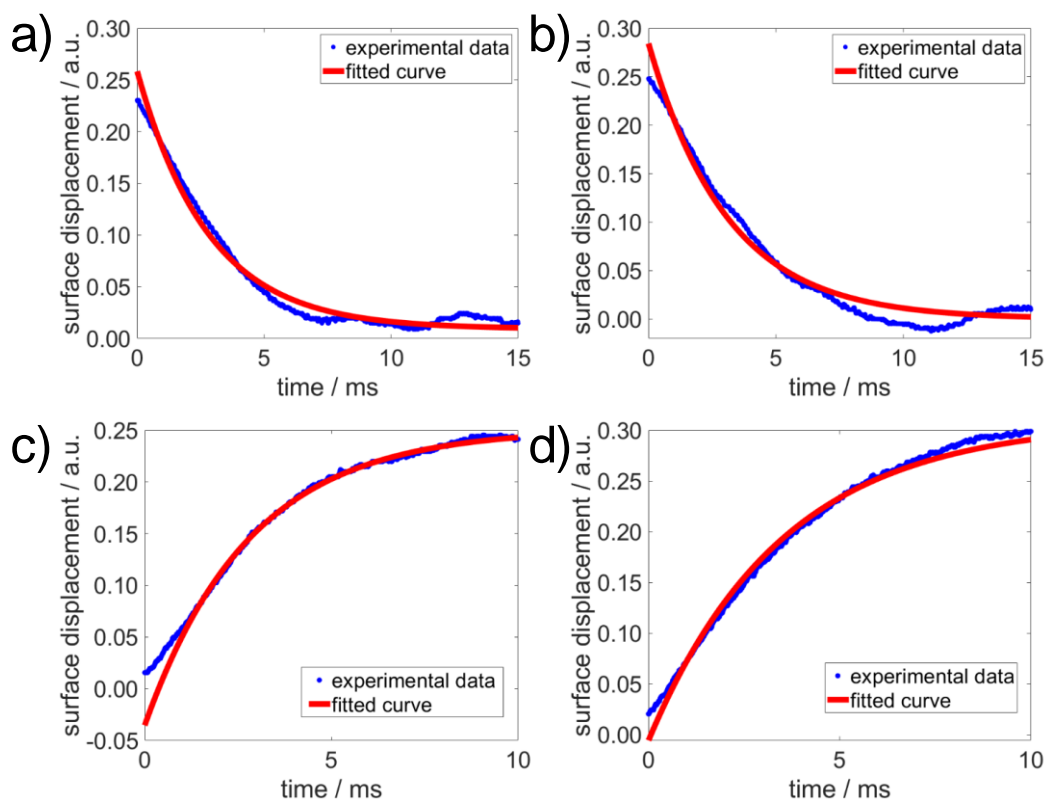 a)
surface displacement / a.u.
0.30
0.25
0.20
0.15
0.10
0.05
0.00
experimental data
fitted curve
0 5 10 15
time / ms
b)
surface displacement / a.u.
0.30
0.25
0.20
0.15
0.10
0.05
0.00
experimental data
fitted curve
0 5 10 15
time / ms
c)
surface displacement / a.u.
0.25
0.20
0.15
0.10
0.05
0.00
-0.05
experimental data
fitted curve
0 5 10
time / ms
d)
surface displacement / a.u.
0.30
0.25
0.20
0.15
0.10
0.05
0.00
experimental data
fitted curve
0 5 10
time / ms